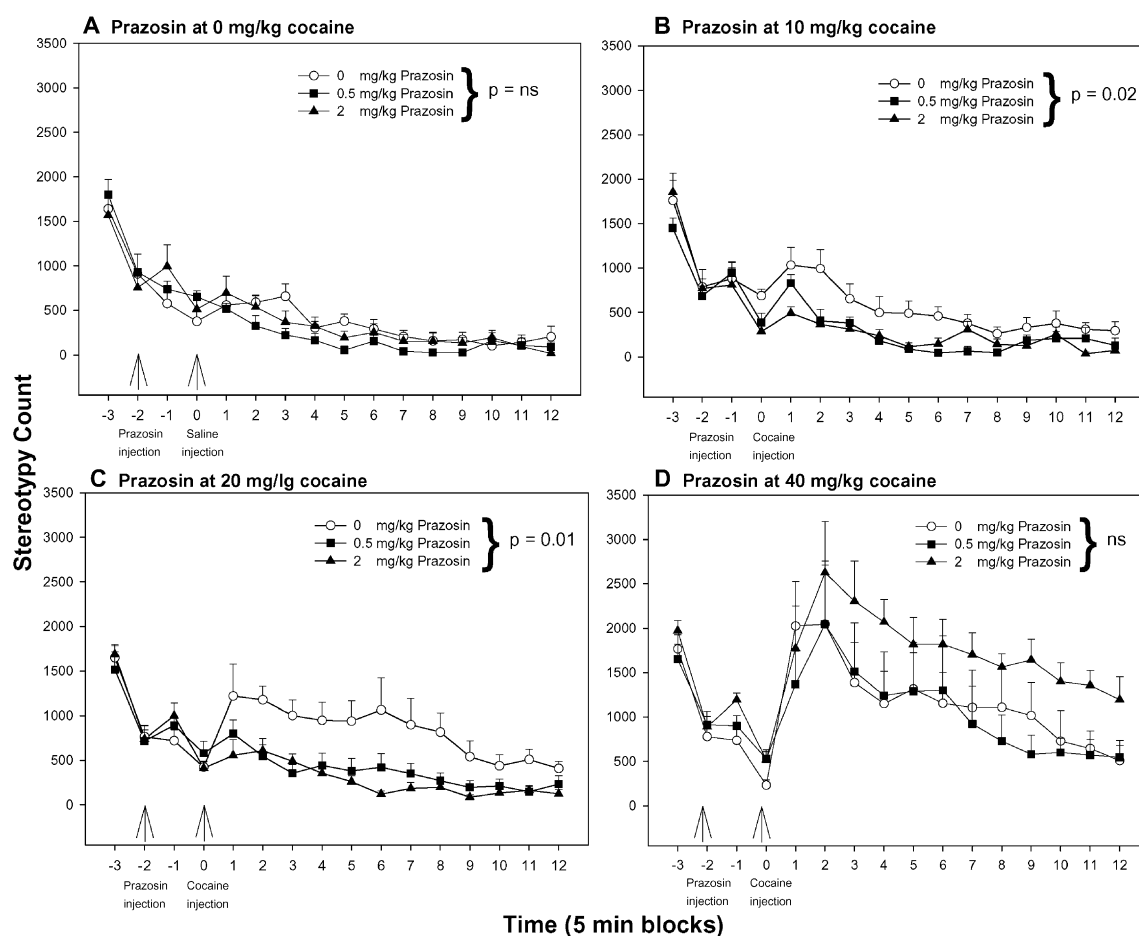 A Prazosin at 0 mg/kg cocaine
3500
3000
2500
2000
1500
1000
500
0
0 mg/kg Prazosin
0.5 mg/kg Prazosin
2 mg/kg Prazosin
} p = ns
-3 -2 -1 0 1 2 3 4 5 6 7 8 9 10 11 12
Prazosin injection
Saline injection
B Prazosin at 10 mg/kg cocaine
3500
3000
2500
2000
1500
1000
500
0
0 mg/kg Prazosin
0.5 mg/kg Prazosin
2 mg/kg Prazosin
} p = 0.02
-3 -2 -1 0 1 2 3 4 5 6 7 8 9 10 11 12
Prazosin injection
Cocaine injection
Stereotypy Count
C Prazosin at 20 mg/lg cocaine
3500
3000
2500
2000
1500
1000
500
0
0 mg/kg Prazosin
0.5 mg/kg Prazosin
2 mg/kg Prazosin
} p = 0.01
-3 -2 -1 0 1 2 3 4 5 6 7 8 9 10 11 12
Prazosin injection
Cocaine injection
D Prazosin at 40 mg/kg cocaine
3500
3000
2500
2000
1500
1000
500
0
0 mg/kg Prazosin
0.5 mg/kg Prazosin
2 mg/kg Prazosin
} ns
-3 -2 -1 0 1 2 3 4 5 6 7 8 9 10 11 12
Prazosin injection
Cocaine injection
Time (5 min blocks)